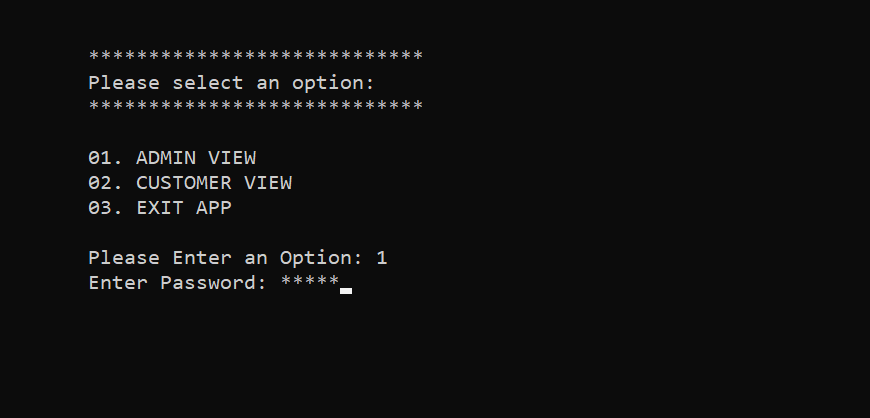 ****************************
Please select an option:
****************************
01. ADMIN VIEW
02. CUSTOMER VIEW
03. EXIT APP
Please Enter an Option: 1
Enter Password: *****